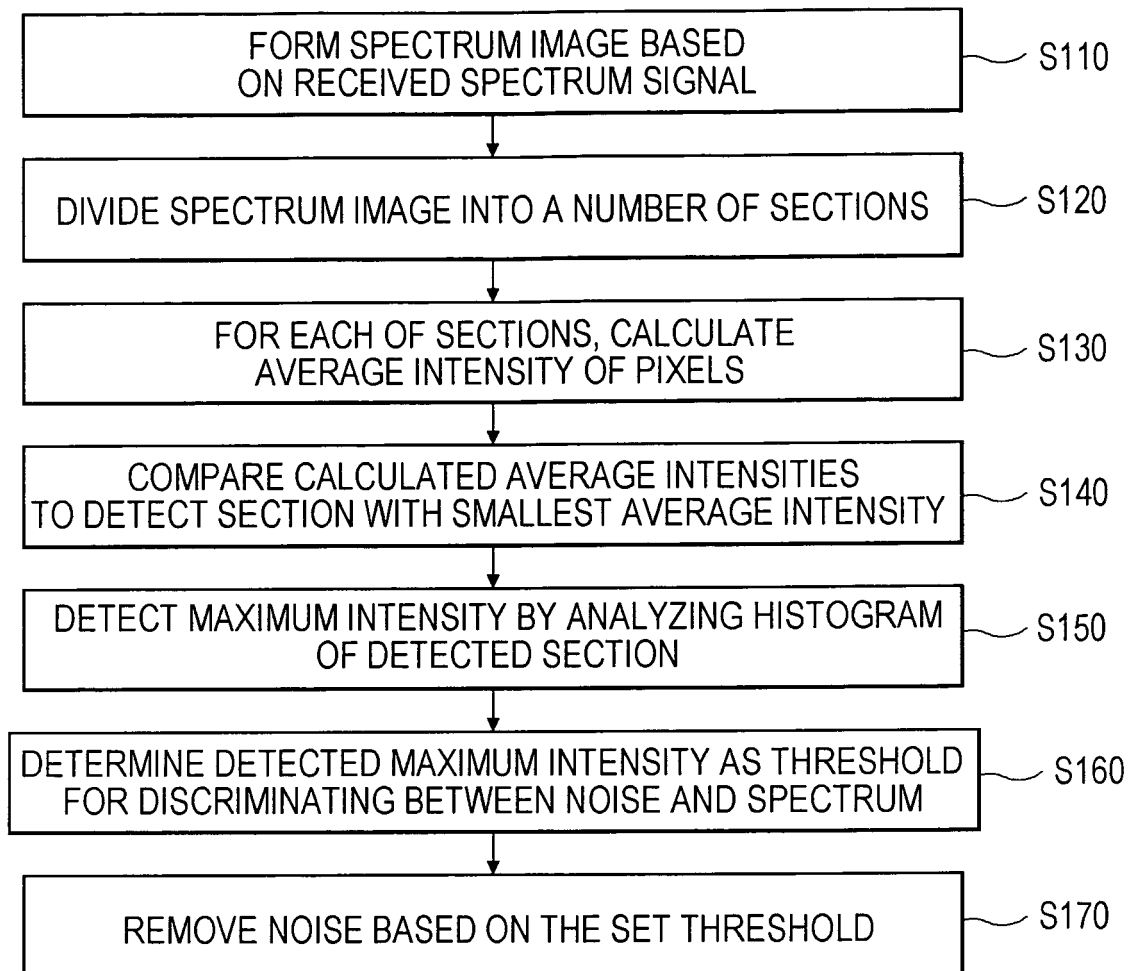 FORM SPECTRUM IMAGE BASED
ON RECEIVED SPECTRUM SIGNAL
S110
DIVIDE SPECTRUM IMAGE INTO A NUMBER OF SECTIONS
S120
FOR EACH OF SECTIONS, CALCULATE
AVERAGE INTENSITY OF PIXELS
S130
COMPARE CALCULATED AVERAGE INTENSITIES
TO DETECT SECTION WITH SMALLEST AVERAGE INTENSITY
S140
DETECT MAXIMUM INTENSITY BY ANALYZING HISTOGRAM
OF DETECTED SECTION
S150
DETERMINE DETECTED MAXIMUM INTENSITY AS THRESHOLD
FOR DISCRIMINATING BETWEEN NOISE AND SPECTRUM
S160
REMOVE NOISE BASED ON THE SET THRESHOLD
S170